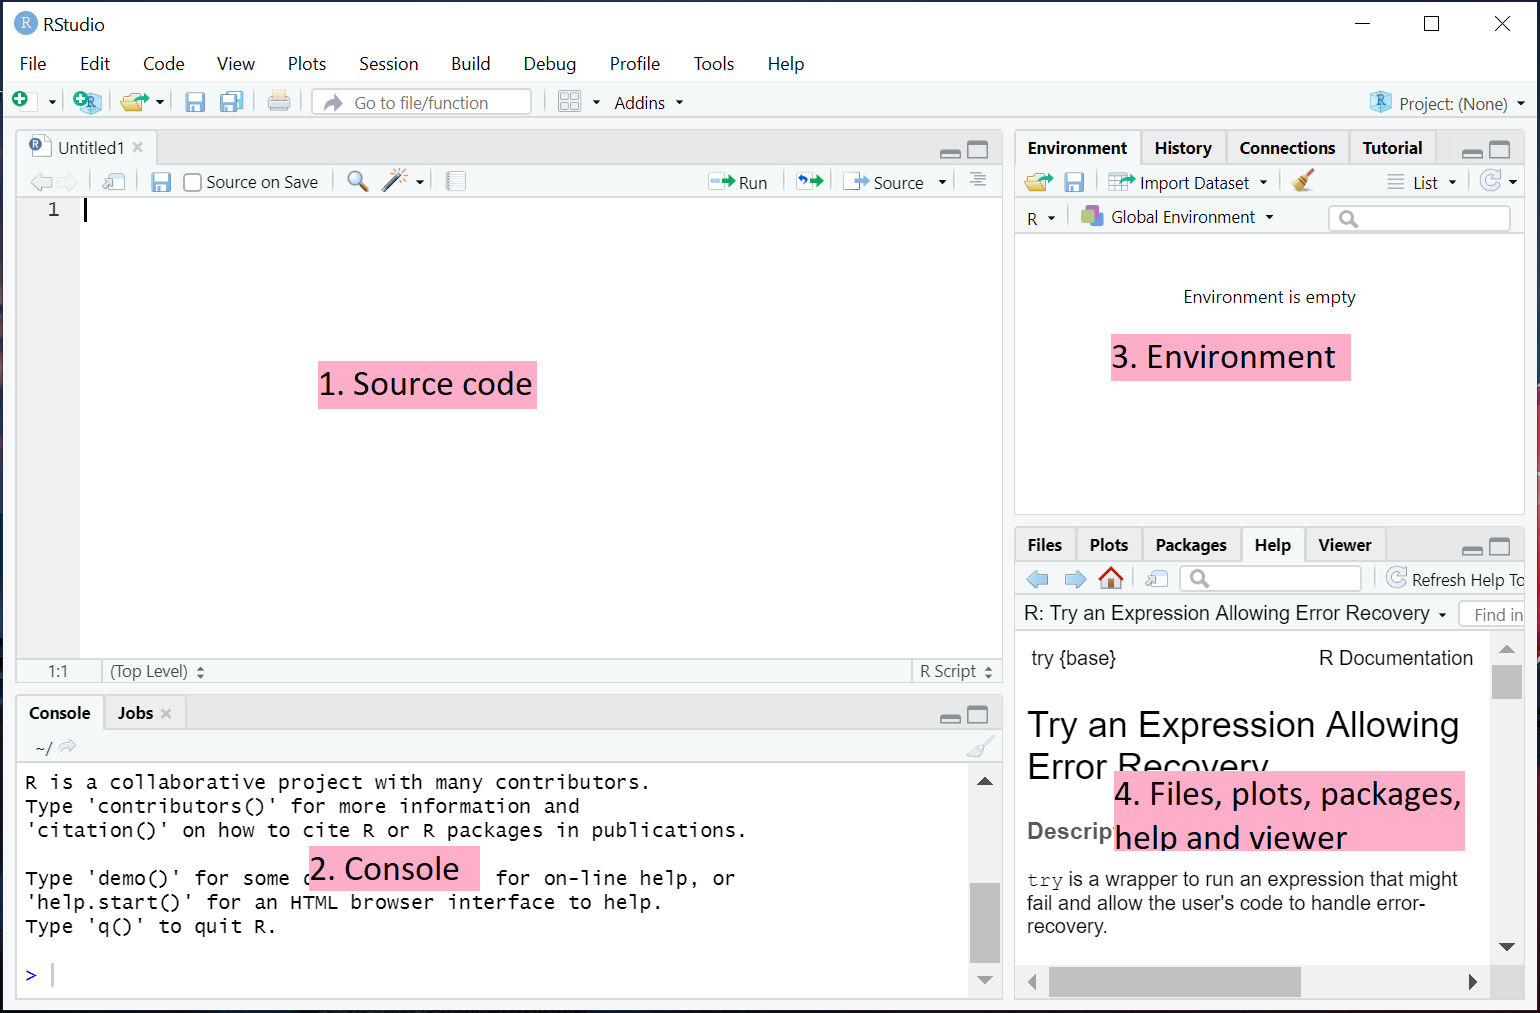 RStudio
File Edit Code View Plots Session Build Debug Profile Tools Help
Go to file/function Addins Project: (None)
Untitled1
Source on Save Run Source
1
1. Source code
1:1 (Top Level) R Script
Console Jobs
~/
R is a collaborative project with many contributors.
Type 'contributors()' for more information and
'citation()' on how to cite R or R packages in publications.
Type 'demo()' for some for on-line help, or
2. Console
'help.start()' for an HTML browser interface to help.
Type 'q()' to quit R.
>
Environment History Connections Tutorial
Import Dataset List
R Global Environment
Environment is empty
3. Environment
Files Plots Packages Help Viewer
Refresh Help To
R: Try an Expression Allowing Error Recovery Find in
try {base} R Documentation
Try an Expression Allowing
Error Recovery
4. Files, plots, packages,
help and viewer
Descrip
try is a wrapper to run an expression that might
fail and allow the user's code to handle error-
recovery.